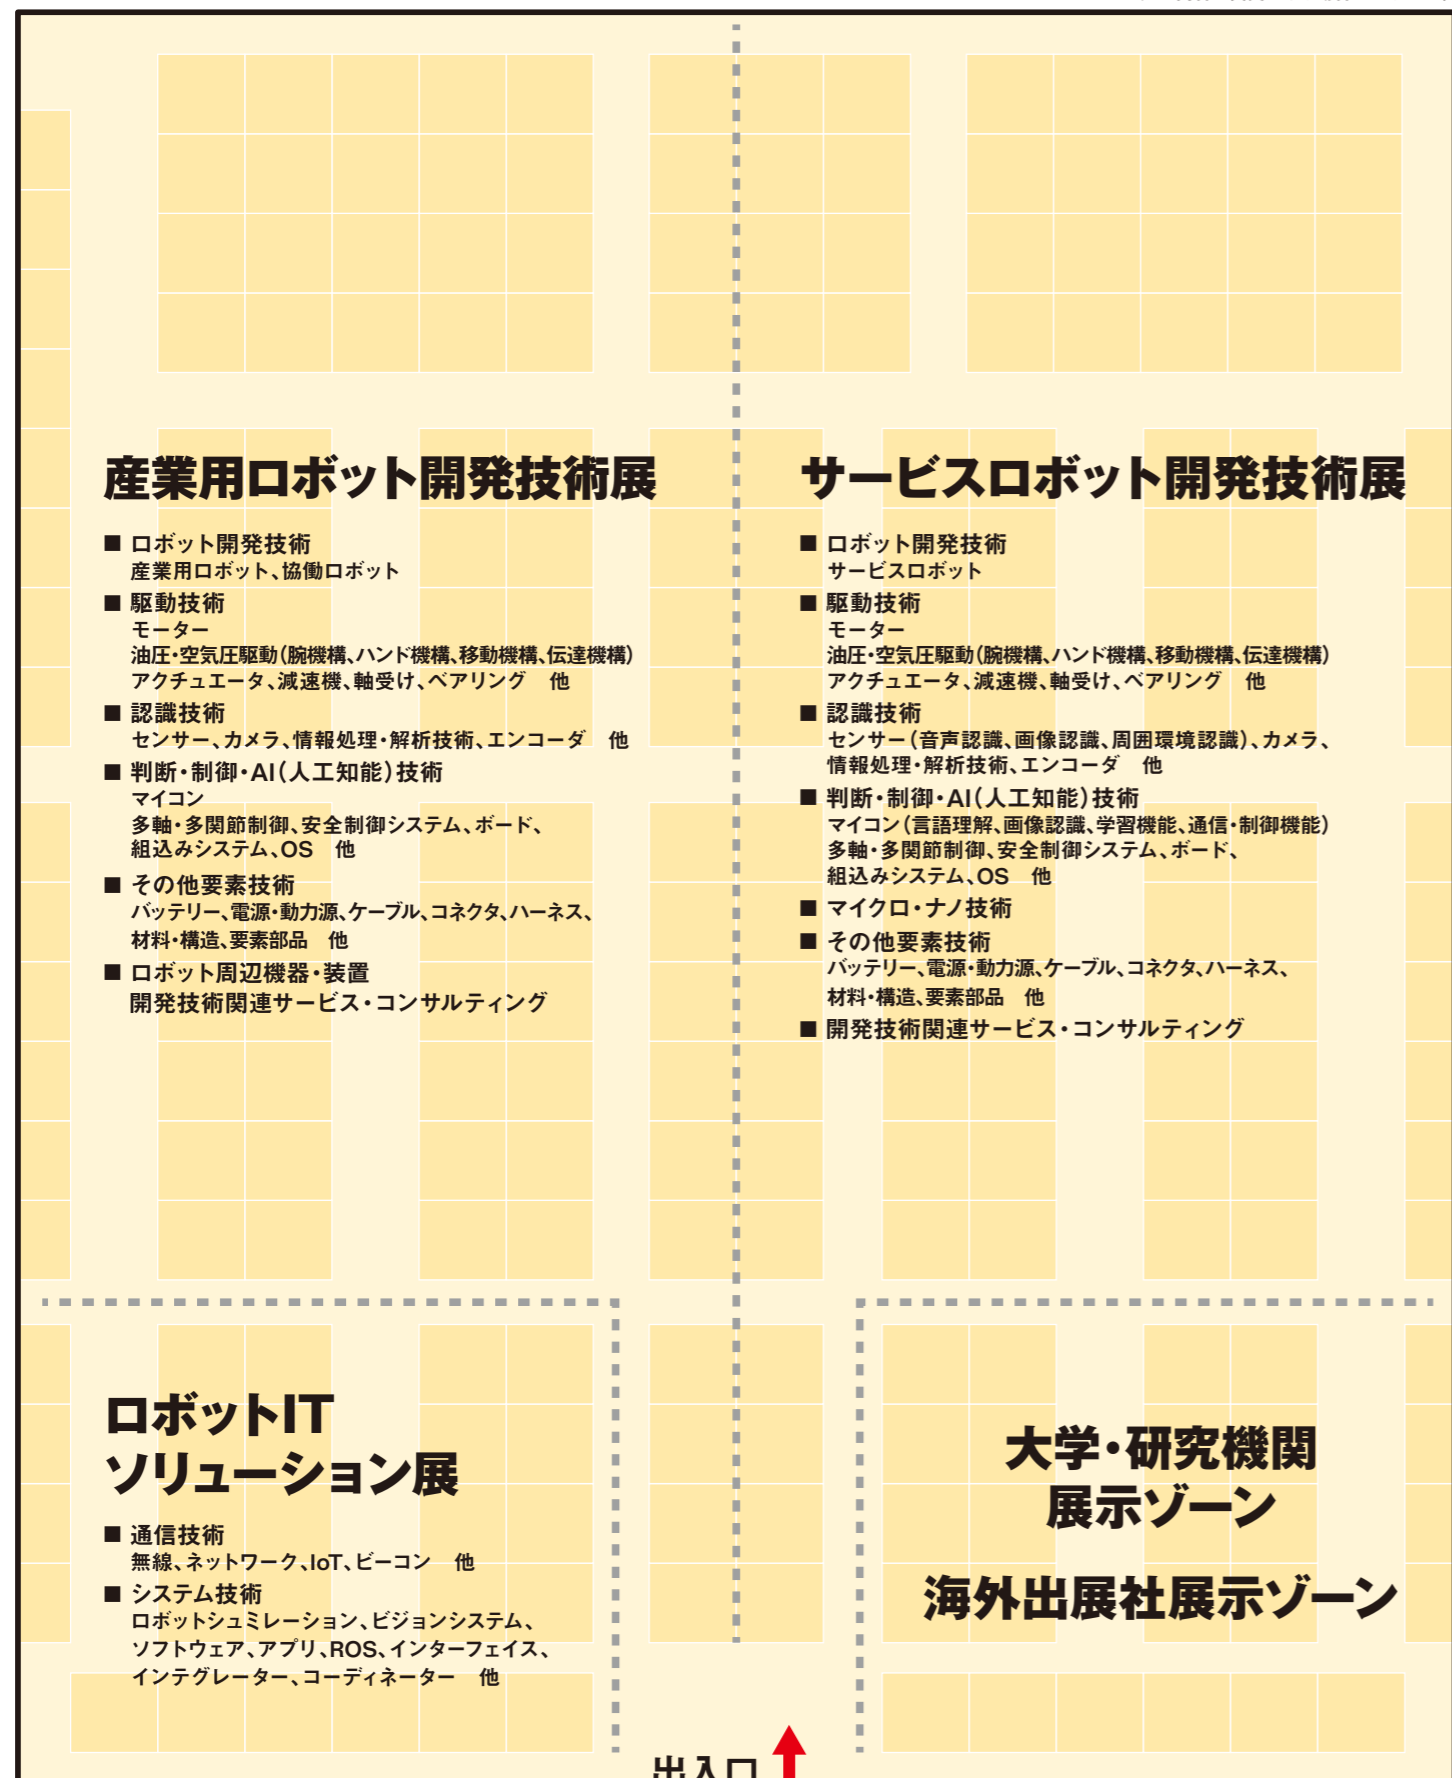 産業用ロボット開発技術展
■ ロボット開発技術
産業用ロボット、協働ロボット
■ 駆動技術
モーター
油圧・空気圧駆動(腕機構、ハンド機構、移動機構、伝達機構)
アクチュエータ、減速機、軸受け、ベアリング 他
■ 認識技術
センサー、カメラ、情報処理・解析技術、エンコーダ 他
■ 判断・制御・AI(人工知能)技術
マイコン
多軸・多関節制御、安全制御システム、ボード、
組込みシステム、OS 他
■ その他要素技術
バッテリー、電源・動力源、ケーブル、コネクタ、ハーネス、
材料・構造、要素部品 他
■ ロボット周辺機器・装置
開発技術関連サービス・コンサルティング
サービスロボット開発技術展
■ ロボット開発技術
サービスロボット
■ 駆動技術
モーター
油圧・空気圧駆動(腕機構、ハンド機構、移動機構、伝達機構)
アクチュエータ、減速機、軸受け、ベアリング 他
■ 認識技術
センサー(音声認識、画像認識、周囲環境認識)、カメラ、
情報処理・解析技術、エンコーダ 他
■ 判断・制御・AI(人工知能)技術
マイコン(言語理解、画像認識、学習機能、通信・制御機能)
多軸・多関節制御、安全制御システム、ボード、
組込みシステム、OS 他
■ マイクロ・ナノ技術
■ その他要素技術
バッテリー、電源・動力源、ケーブル、コネクタ、ハーネス、
材料・構造、要素部品 他
■ 開発技術関連サービス・コンサルティング
ロボットIT
ソリューション展
■ 通信技術
無線、ネットワーク、IoT、ビーコン 他
■ システム技術
ロボットシュミレーション、ビジョンシステム、
ソフトウェア、アプリ、ROS、インターフェイス、
インテグレーター、コーディネーター 他
大学・研究機関
展示ゾーン
海外出展社展示ゾーン
出入口